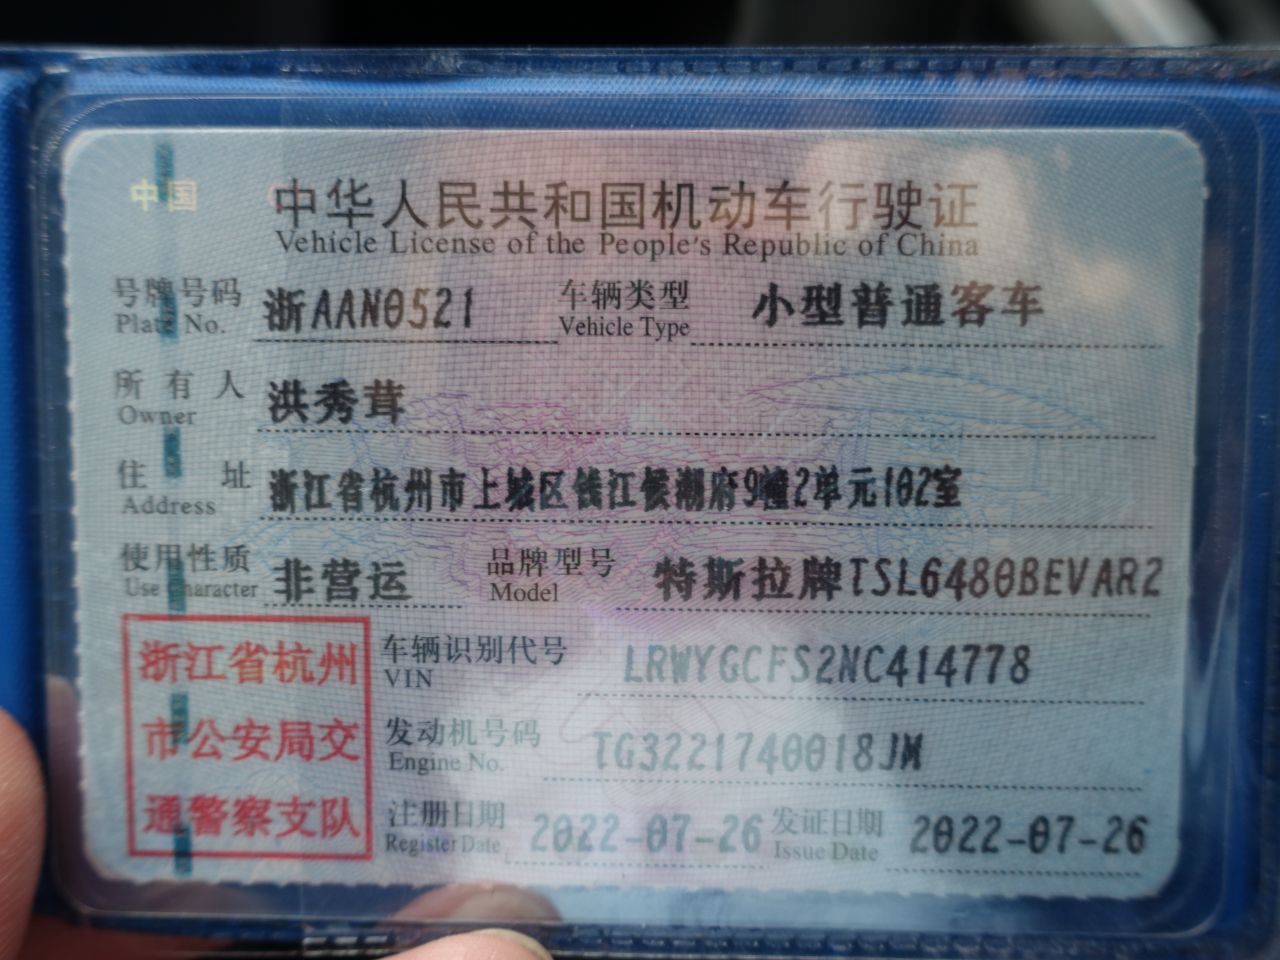 中国
中华人民共和国机动车行驶证
Vehicle License of the People's Republic of China
号牌号码 浙AAN0521 车辆类型 小型普通客车
Plate No. Vehicle Type
所有人 洪秀茸
Owner
住址 浙江省杭州市上城区钱江候潮府9幢2单元102室
Address
使用性质 非营运 品牌型号 特斯拉牌TSL6480BEVAR2
Use Character Model
浙江省杭州
市公安局交
通警察支队
车辆识别代号 LRWYGCFS2NC414778
VIN
发动机号码 TG3221740018JM
Engine No.
注册日期 2022-07-26 发证日期 2022-07-26
Register Date Issue Date